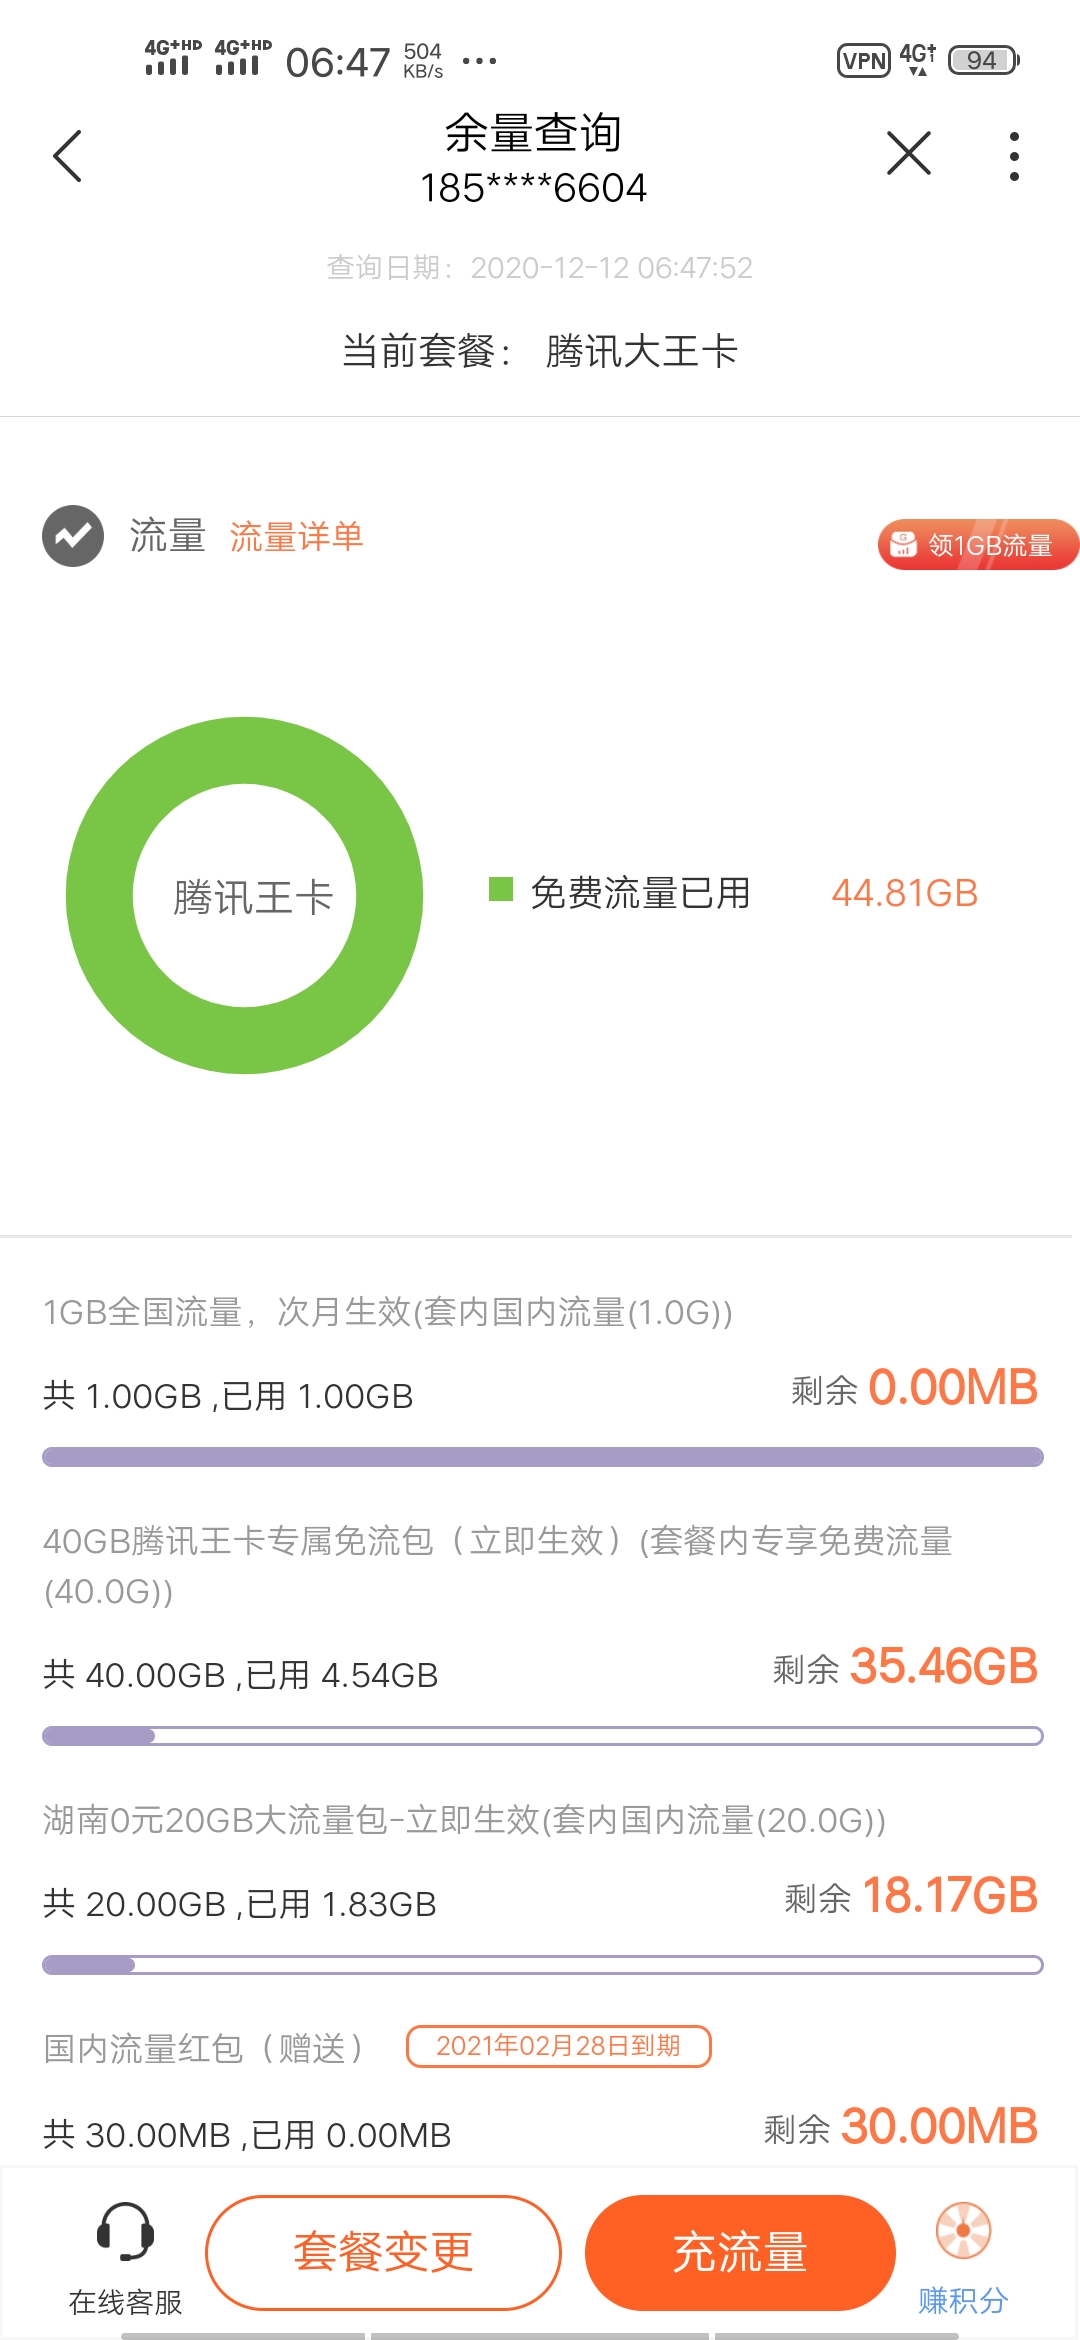 4G+HD 4G+HD 06:47 504 KB/s ... VPN 4G+ 94
余量查询
185****6604
查询日期：2020-12-12 06:47:52
当前套餐： 腾讯大王卡
流量 流量详单 领1GB流量
腾讯王卡 免费流量已用 44.81GB
1GB全国流量，次月生效(套内国内流量(1.0G))
共 1.00GB ,已用 1.00GB 剩余 0.00MB
40GB腾讯王卡专属免流包（立即生效）(套餐内专享免费流量
(40.0G))
共 40.00GB ,已用 4.54GB 剩余 35.46GB
湖南0元20GB大流量包-立即生效(套内国内流量(20.0G))
共 20.00GB ,已用 1.83GB 剩余 18.17GB
国内流量红包（赠送） 2021年02月28日到期
共 30.00MB ,已用 0.00MB 剩余 30.00MB
套餐变更 充流量
在线客服 赚积分